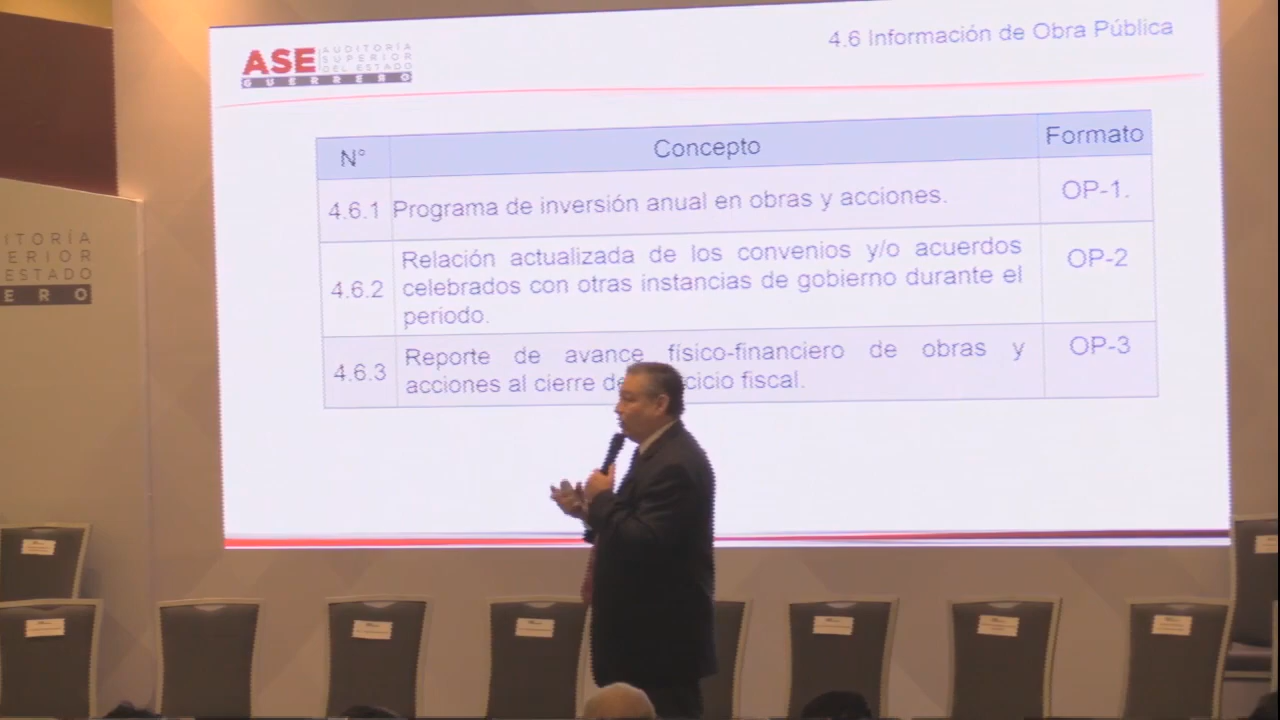 4.6 Información de Obra Pública
ASE AUDITORÍA
SUPERIOR
DEL ESTADO
GUERRERO
N° Concepto Formato
4.6.1 Programa de inversión anual en obras y acciones. OP-1.
4.6.2 Relación actualizada de los convenios y/o acuerdos OP-2
celebrados con otras instancias de gobierno durante el
periodo.
4.6.3 Reporte de avance físico-financiero de obras y OP-3
acciones al cierre de cicio fiscal.
ITORÍA
ERIOR
ESTADO
ERO